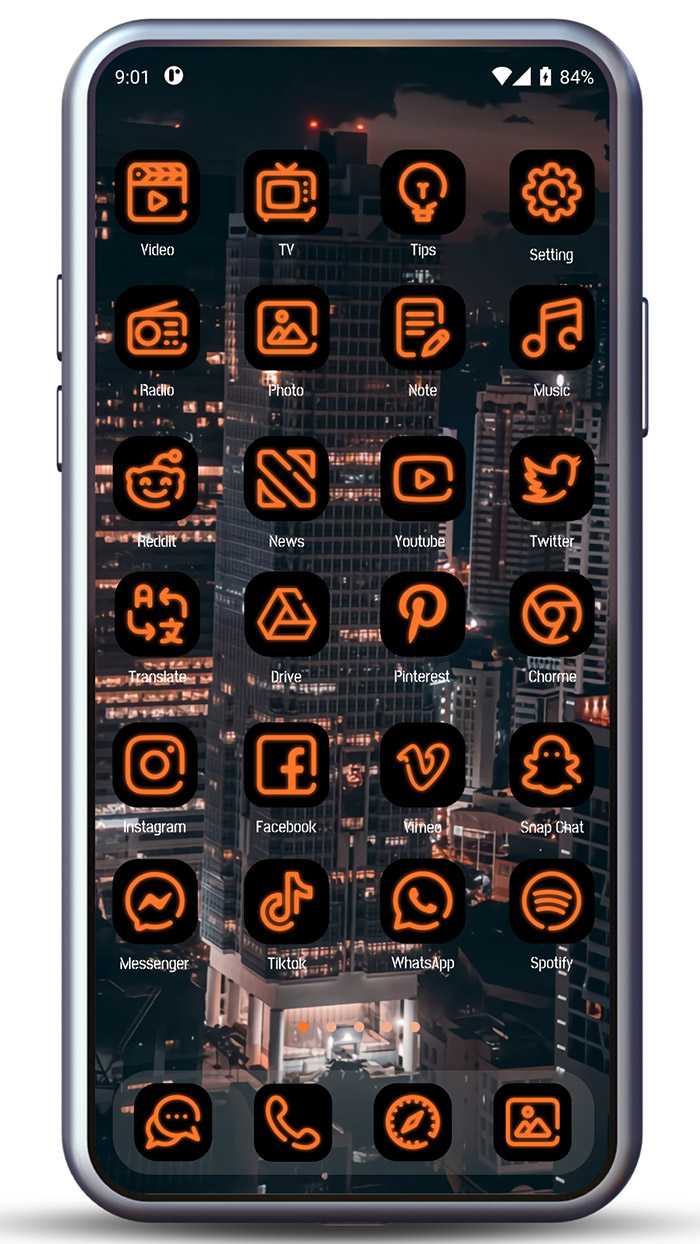 9:01 84%
Video TV Tips Setting
Radio Photo Note Music
Reddit News Youtube Twitter
A 文
Translate Drive Pinterest Chorme
Instagram Facebook Vimeo Snap Chat
Messenger Tiktok WhatsApp Spotify